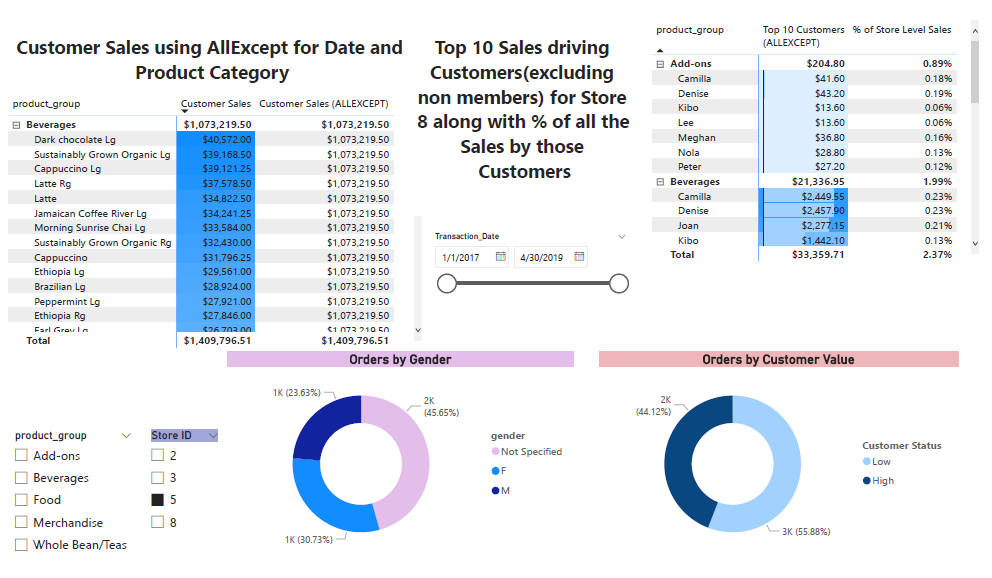 Customer Sales using AllExcept for Date and
Product Category
product_group Customer Sales Customer Sales (ALLEXCEPT)
Beverages $1,073,219.50 $1,073,219.50
Dark chocolate Lg $40,572.00 $1,073,219.50
Sustainably Grown Organic Lg $39,168.50 $1,073,219.50
Cappuccino Lg $39,121.25 $1,073,219.50
Latte Rg $37,578.50 $1,073,219.50
Latte $34,822.50 $1,073,219.50
Jamaican Coffee River Lg $34,241.25 $1,073,219.50
Morning Sunrise Chai Lg $33,584.00 $1,073,219.50
Sustainably Grown Organic Rg $32,430.00 $1,073,219.50
Cappuccino $31,796.25 $1,073,219.50
Ethiopia Lg $29,561.00 $1,073,219.50
Brazilian Lg $28,924.00 $1,073,219.50
Peppermint Lg $27,921.00 $1,073,219.50
Ethiopia Rg $27,846.00 $1,073,219.50
Earl Grey Lg $26,703.00 $1,073,219.50
Total $1,409,796.51 $1,409,796.51
Top 10 Sales driving
Customers(excluding
non members) for Store
8 along with % of all the
Sales by those
Customers
Transaction_Date
1/1/2017 4/30/2019
product_group Top 10 Customers % of Store Level Sales
(ALLEXCEPT)
Add-ons $204.80 0.89%
Camilla $41.60 0.18%
Denise $43.20 0.19%
Kibo $13.60 0.06%
Lee $13.60 0.06%
Meghan $36.80 0.16%
Nola $28.80 0.13%
Peter $27.20 0.12%
Beverages $21,336.95 1.99%
Camilla $2,449.55 0.23%
Denise $2,457.90 0.23%
Joan $2,277.15 0.21%
Kibo $1,442.10 0.13%
Total $33,359.71 2.37%
product_group
Add-ons
Beverages
Food
Merchandise
Whole Bean/Teas
Store ID
2
3
5
8
Orders by Gender
1K (23.63%)
2K
(45.65%)
1K (30.73%)
gender
Not Specified
F
M
Orders by Customer Value
2K
(44.12%)
3K (55.88%)
Customer Status
Low
High